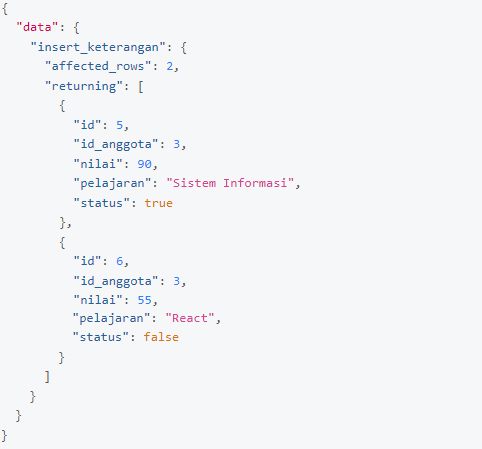 {
  "data": {
    "insert_keterangan": {
      "affected_rows": 2,
      "returning": [
        {
          "id": 5,
          "id_anggota": 3,
          "nilai": 90,
          "pelajaran": "Sistem Informasi",
          "status": true
        },
        {
          "id": 6,
          "id_anggota": 3,
          "nilai": 55,
          "pelajaran": "React",
          "status": false
        }
      ]
    }
  }
}